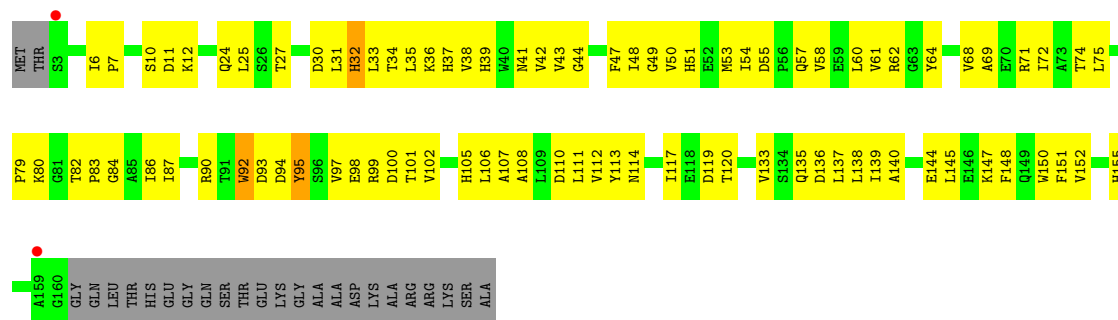 MET THR S3 I6 P7 S10 D11 K12 Q24 L25 S26 T27 D30 L31 H32 L33 T34 L35 K36 H37 V38 H39 W40 N41 V42 V43 G44 F47 I48 G49 V50 H51 E52 M53 I54 D55 P56 Q57 V58 E59 L60 V61 R62 G63 Y64 V68 A69 E70 R71 I72 A73 T74 L75
P79 K80 G81 T82 P83 G84 A85 I86 I87 R90 T91 W92 D93 D94 Y95 S96 V97 E98 R99 D100 T101 V102 H105 L106 A107 A108 L109 D110 L111 V112 Y113 N114 I117 E118 D119 T120 V133 S134 Q135 D136 L137 L138 I139 A140 E144 L145 E146 K147 F148 Q149 W150 F151 V152 H155
A159 G160 GLY GLN LEU THR HIS GLU GLY GLN SER THR GLU LYS GLY ALA ALA ASP LYS ALA ARG ARG LYS SER ALA